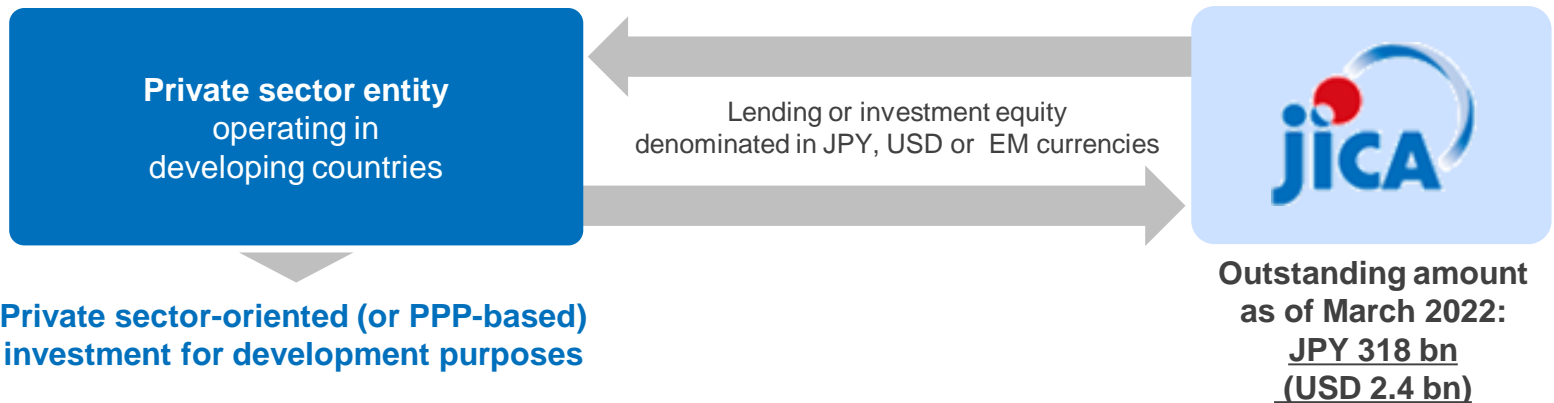 Private sector entity
operating in
developing countries
Lending or investment equity
denominated in JPY, USD or EM currencies
jICA
Private sector-oriented (or PPP-based)
investment for development purposes
Outstanding amount
as of March 2022:
JPY 318 bn
(USD 2.4 bn)